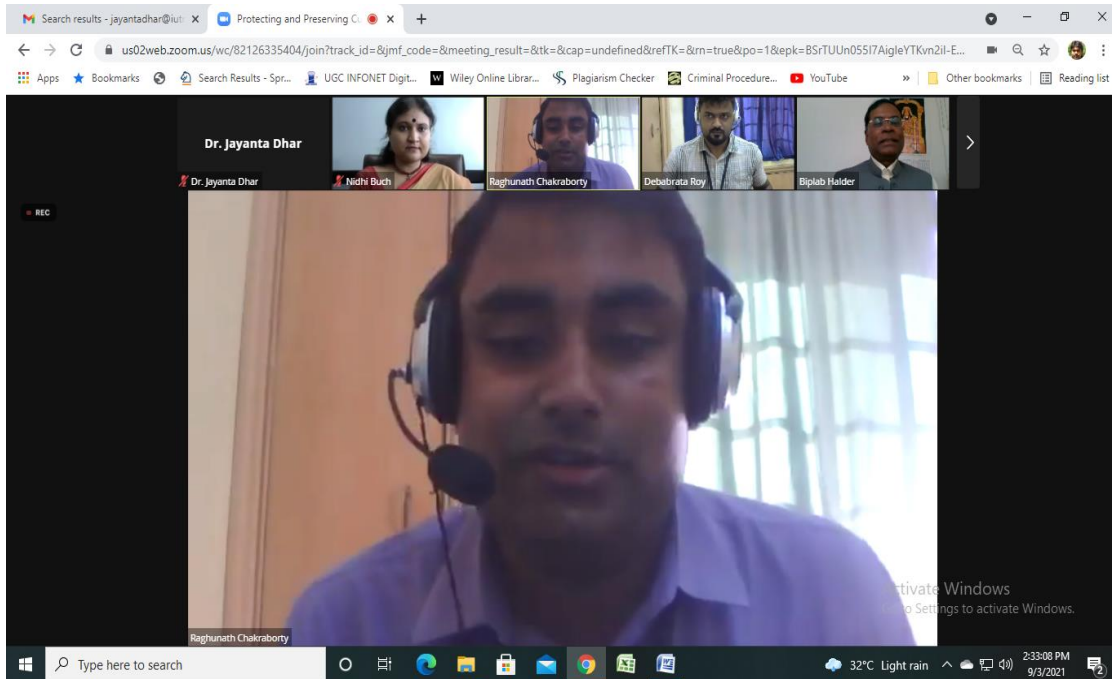 Search results - jayantadhar@iut
Protecting and Preserving Cu
us02web.zoom.us/wc/82126335404/join?track_id=&jmf_code=&meeting_result=&tk=&cap=undefined&refTK=&rn=true&po=1&epk=BSrTUUn055I7AigleYTKvn2iI-E...
Apps Bookmarks Search Results - Spr... UGC INFONET Digit... W Wiley Online Librar... Plagiarism Checker Criminal Procedure... YouTube » Other bookmarks Reading list
Dr. Jayanta Dhar
Dr. Jayanta Dhar
Nidhi Buch
Raghunath Chakraborty
Debabrata Roy
Biplab Halder
REC
Activate Windows
to Settings to activate Windows.
Raghunath Chakraborty
Type here to search
32°C Light rain
2:33:08 PM
9/3/2021
2